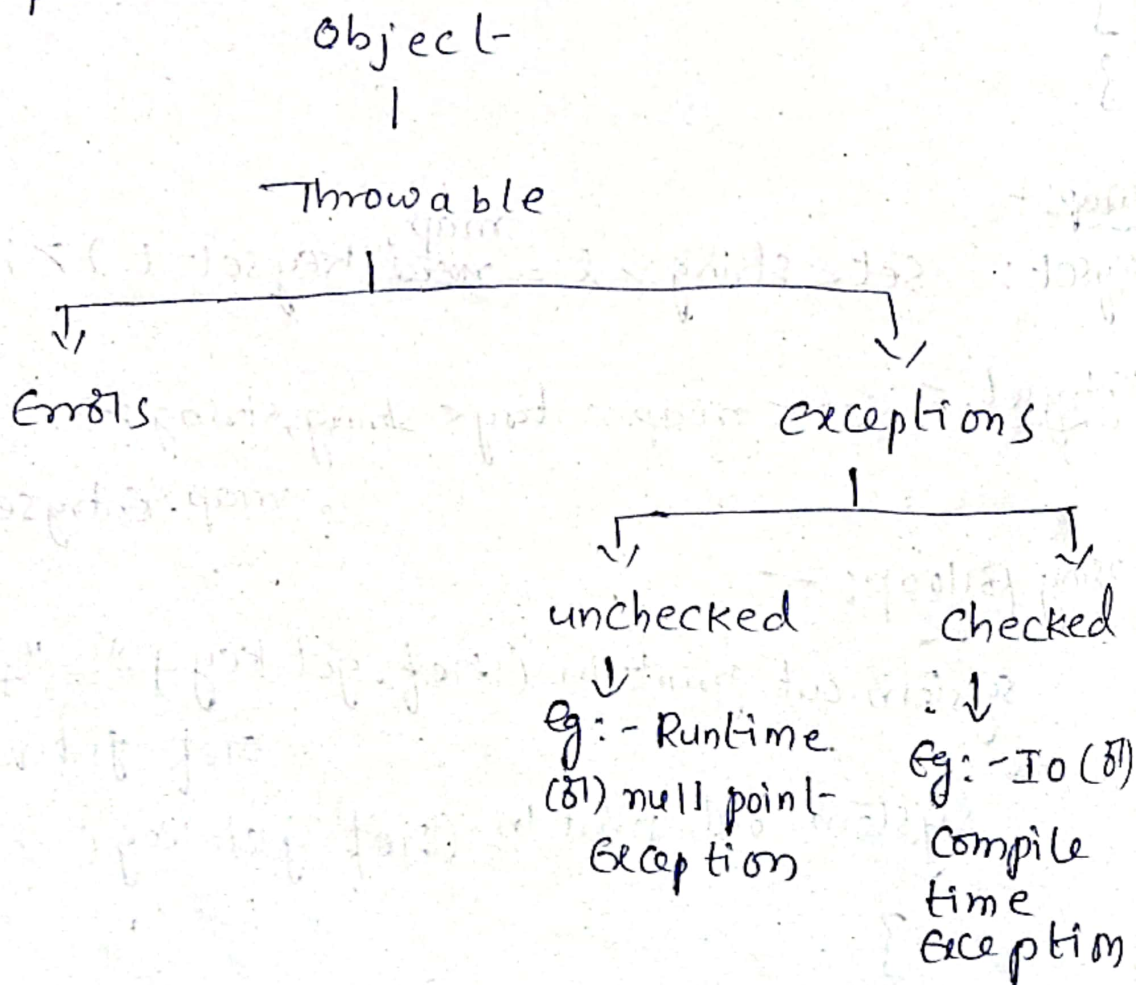 Object
Throwable
Errors
exceptions
unchecked
checked
Eg:- Runtime.
(or) null point
Exception
Eg:- IO (or)
Compile
time
Exception